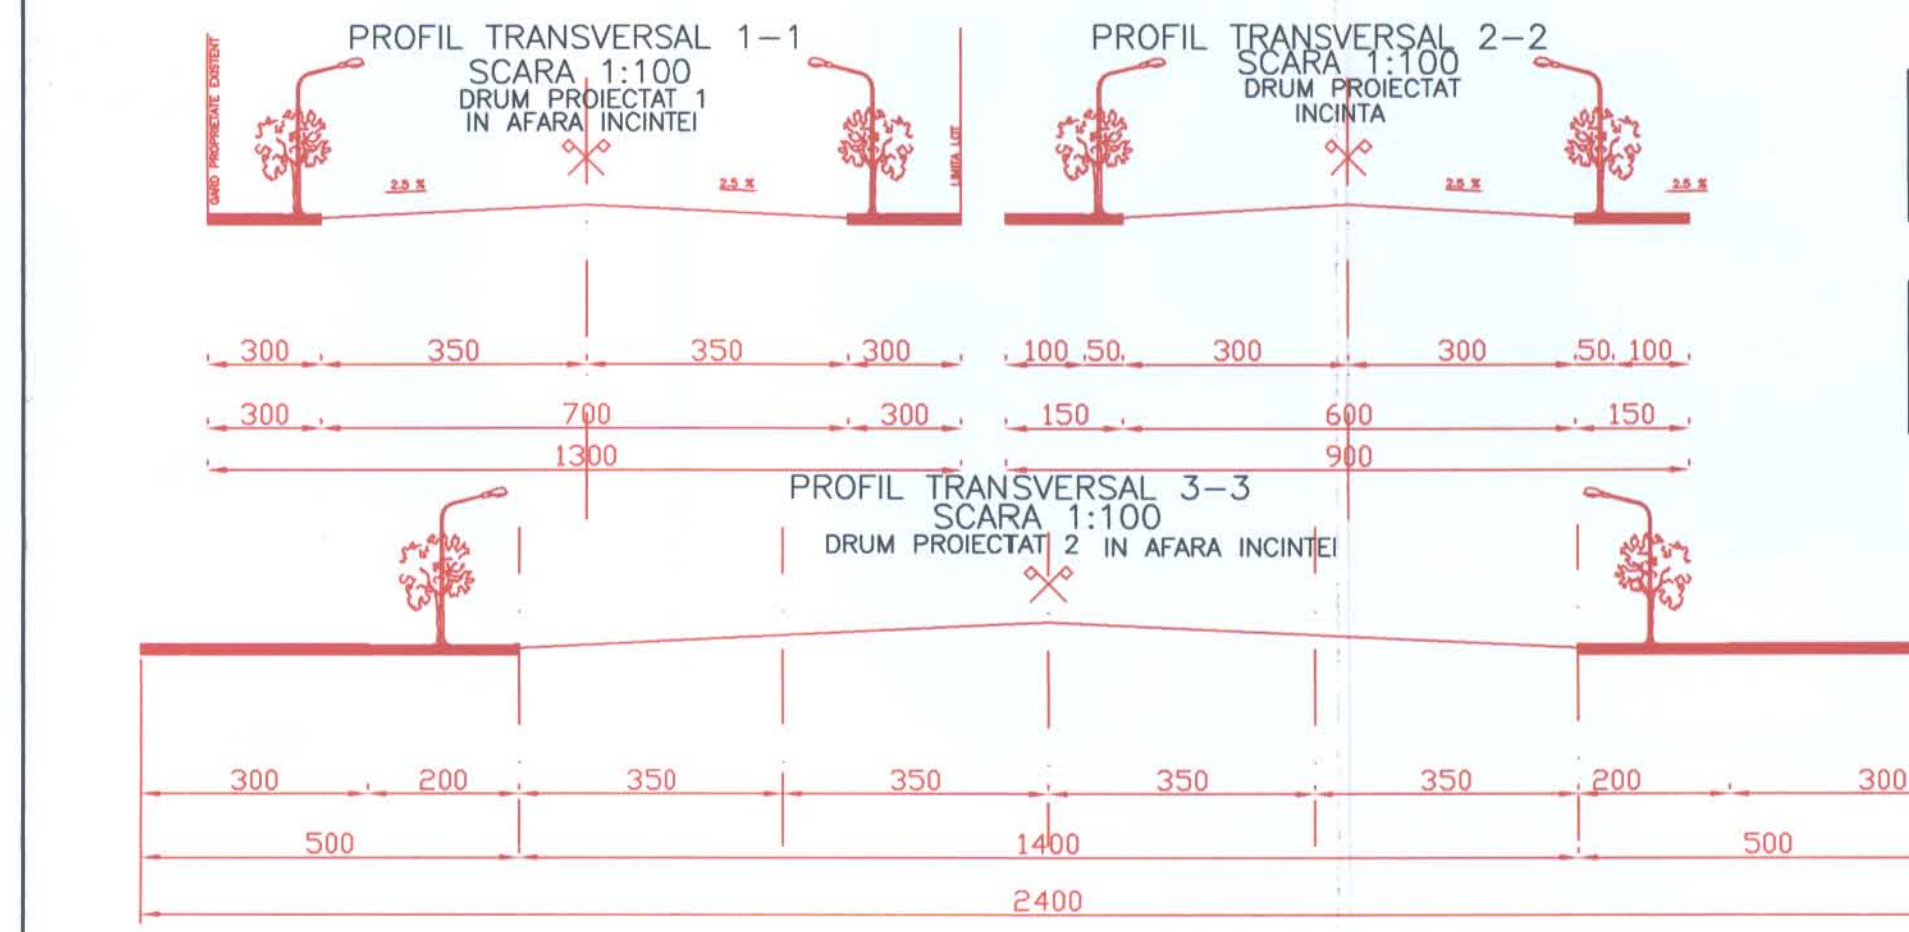 PROFIL TRANSVERSAL 1-1
SCARA 1:100
DRUM PROIECTAT 1
IN AFARA INCINTEI
GARD PROPRIETATE EXISTENT
LIMITA LOT
2.5 %
2.5 %
300 350 350 300
300 700 300
1300
PROFIL TRANSVERSAL 2-2
SCARA 1:100
DRUM PROIECTAT
INCINTA
2.5 %
2.5 %
100 50 300 300 50 100
150 600 150
900
PROFIL TRANSVERSAL 3-3
SCARA 1:100
DRUM PROIECTAT 2 IN AFARA INCINTEI
300 200 350 350 350 350 200 300
500 1400 500
2400